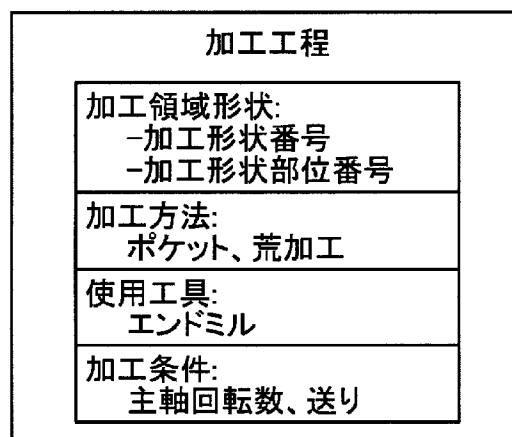 加工工程
加工領域形状:
-加工形状番号
-加工形状部位番号
加工方法:
ポケット、荒加工
使用工具:
エンドミル
加工条件:
主軸回転数、送り